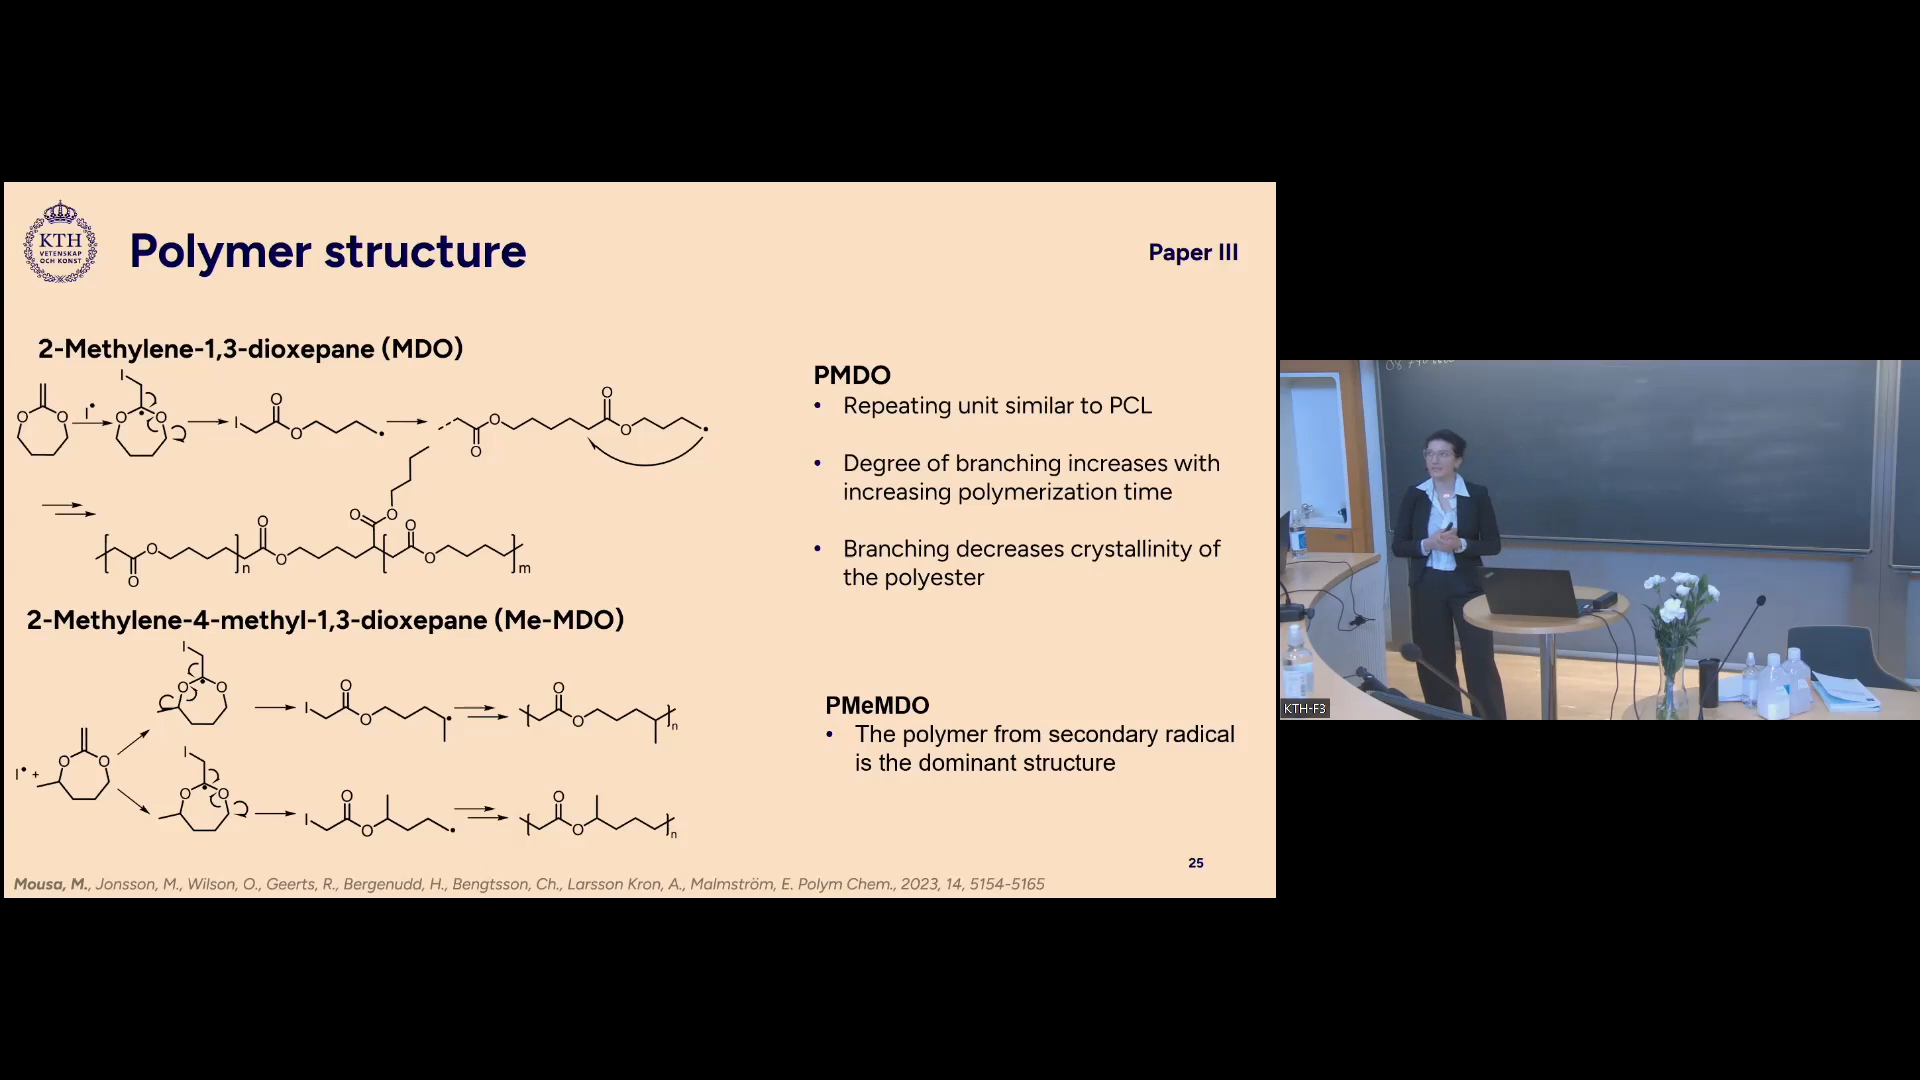 KTH
VETENSKAP
OCH KONST
Polymer structure
Paper III
2-Methylene-1,3-dioxepane (MDO)
I
O O
I•
O O
I
O
O
O
O
O
O
O
O
O
O
O
O
O
O
n
m
PMDO
• Repeating unit similar to PCL
• Degree of branching increases with
increasing polymerization time
• Branching decreases crystallinity of
the polyester
2-Methylene-4-methyl-1,3-dioxepane (Me-MDO)
I
O O
I
O
O
O
O
n
I• +
O O
I
O O
I
O
O
O
O
n
PMeMDO
• The polymer from secondary radical
is the dominant structure
25
Mousa, M., Jonsson, M., Wilson, O., Geerts, R., Bergenudd, H., Bengtsson, Ch., Larsson Kron, A., Malmström, E. Polym Chem., 2023, 14, 5154-5165
KTH-F3